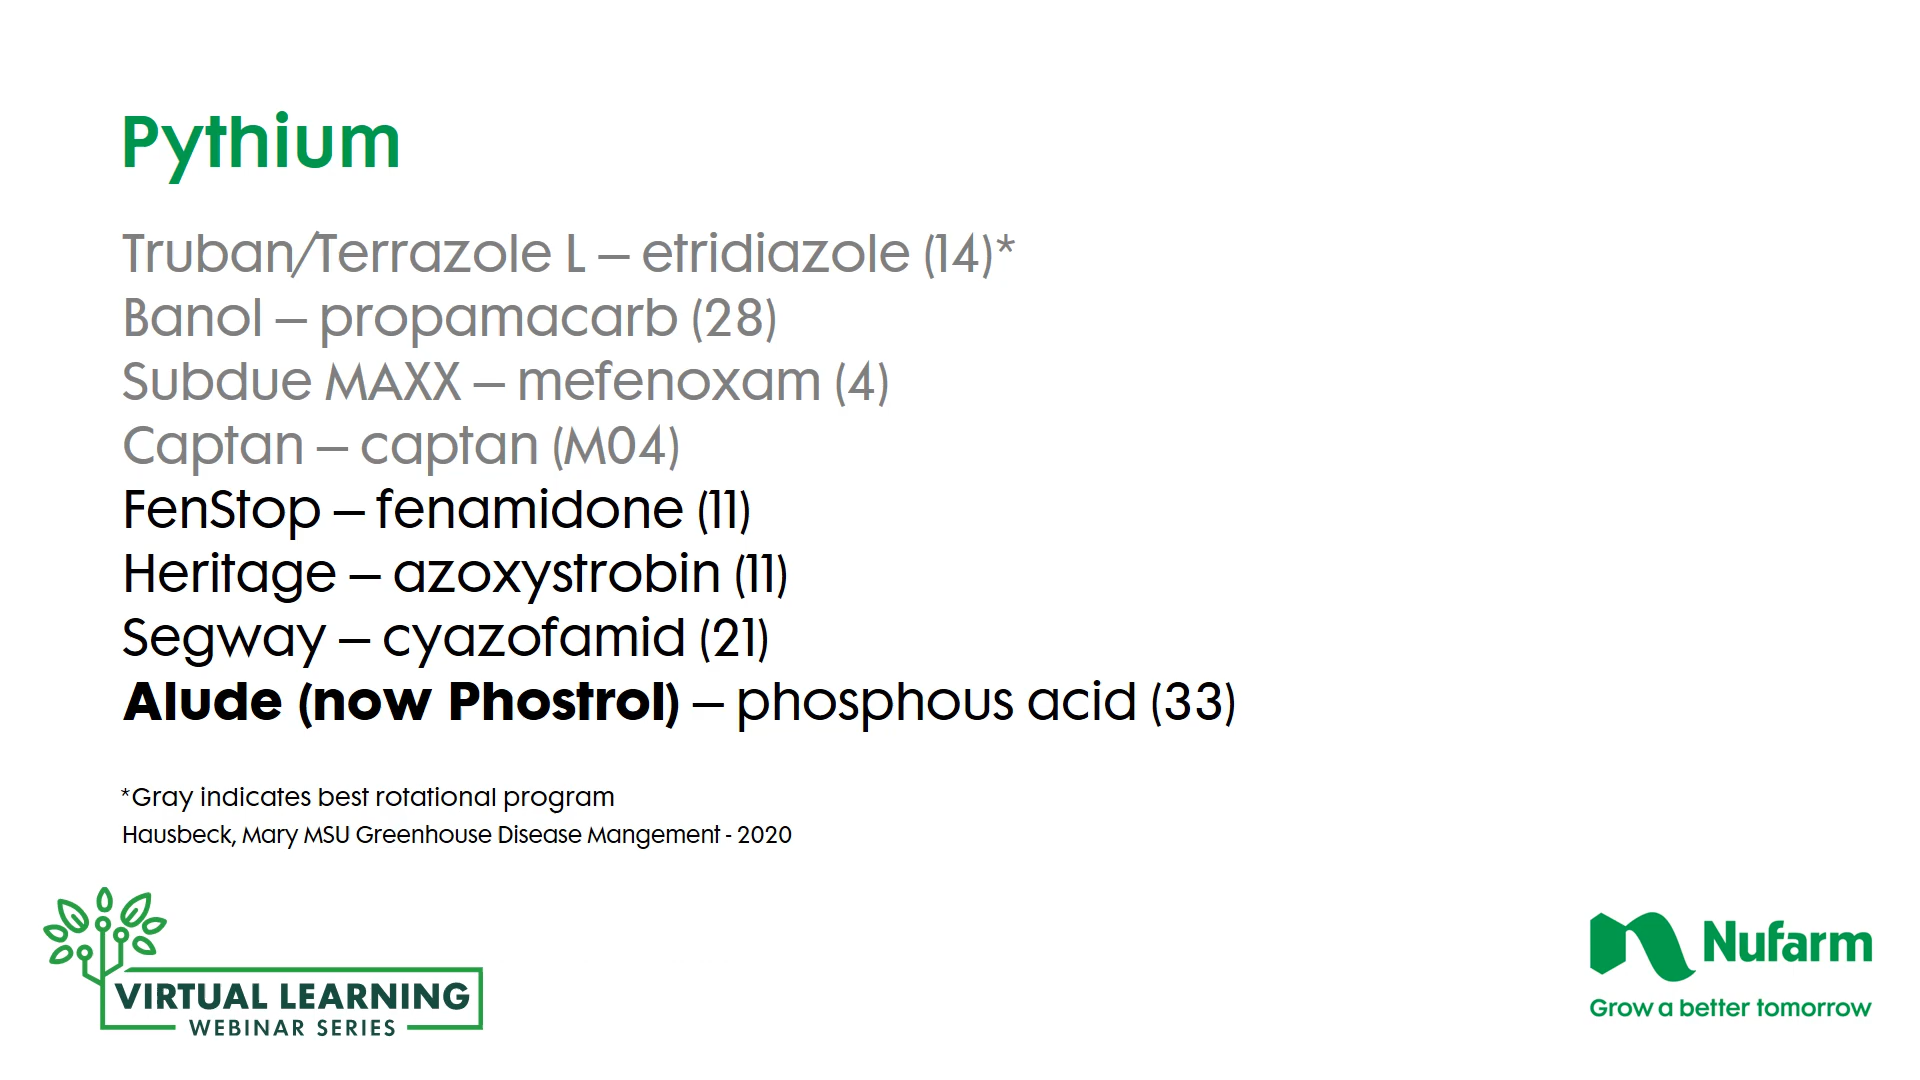 Pythium
Truban/Terrazole L – etridiazole (14)*
Banol – propamacarb (28)
Subdue MAXX – mefenoxam (4)
Captan – captan (M04)
FenStop – fenamidone (11)
Heritage – azoxystrobin (11)
Segway – cyazofamid (21)
Alude (now Phostrol) – phosphous acid (33)
*Gray indicates best rotational program
Hausbeck, Mary MSU Greenhouse Disease Mangement - 2020
VIRTUAL LEARNING
WEBINAR SERIES
Nufarm
Grow a better tomorrow